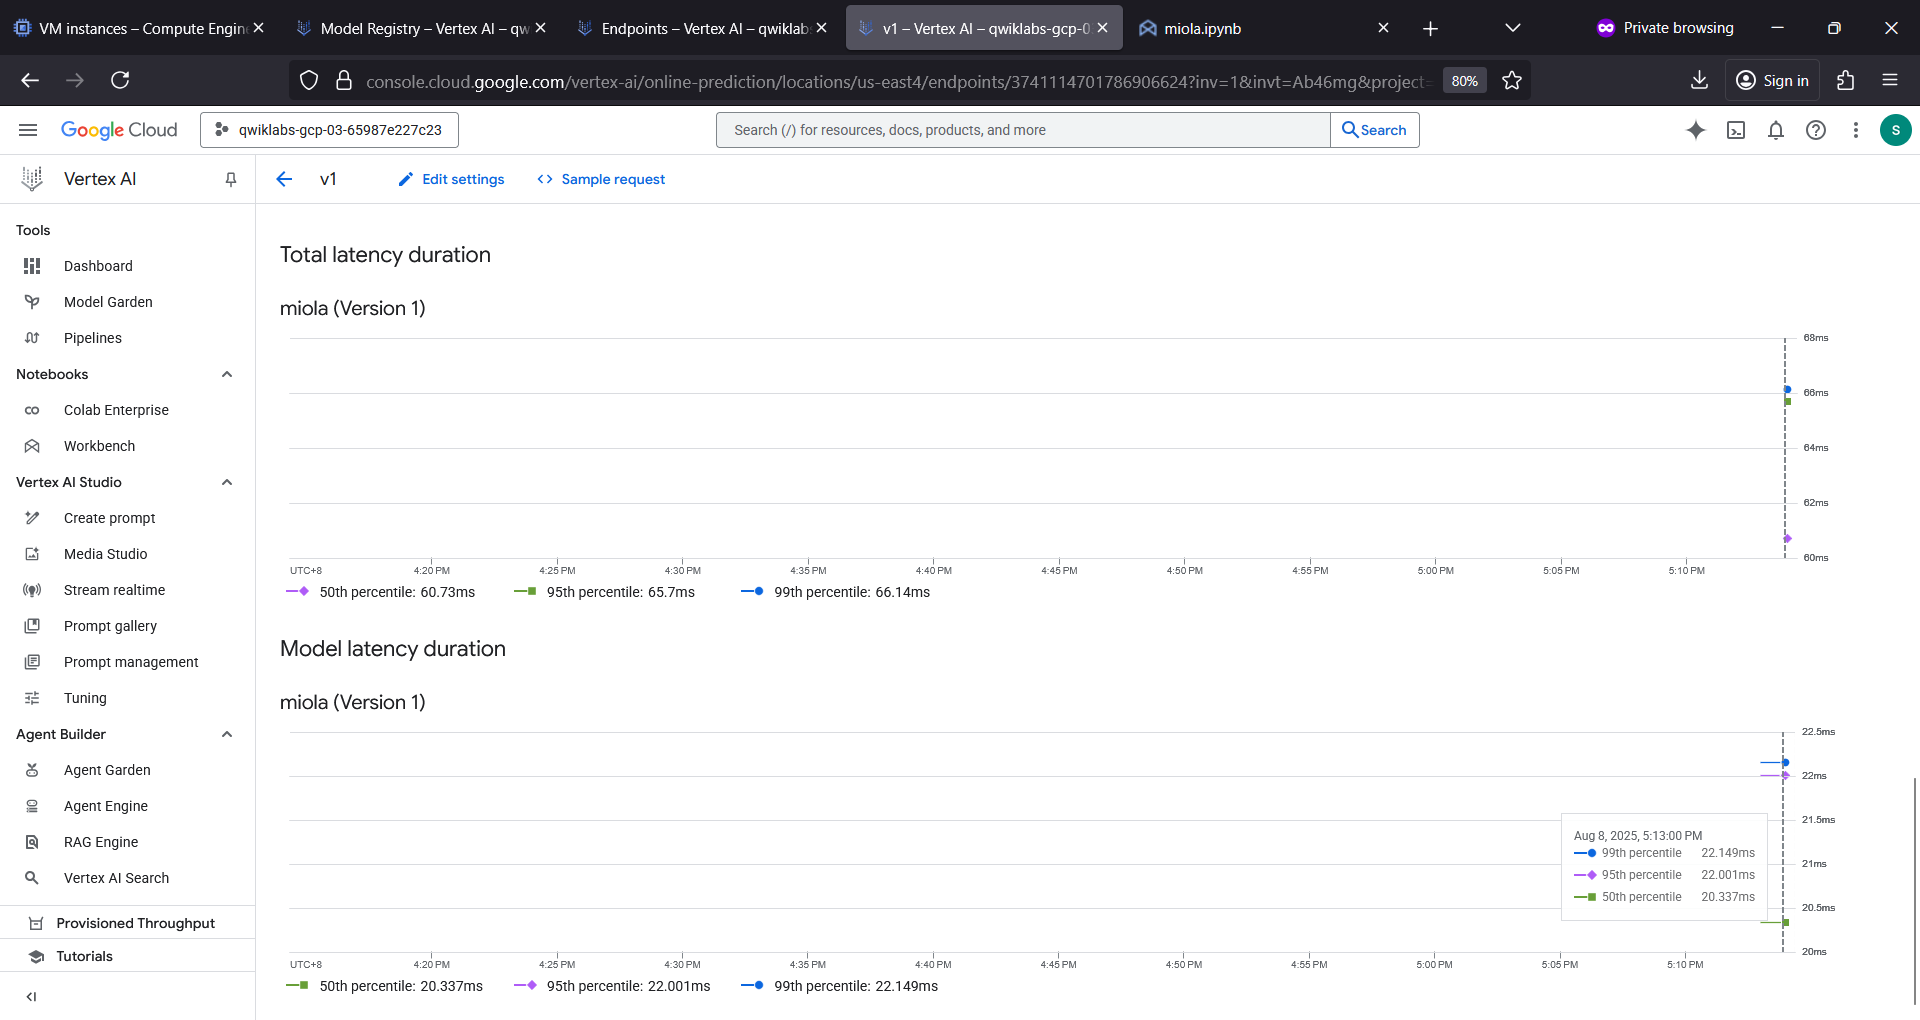 VM instances – Compute Engin
Model Registry – Vertex AI – qw
Endpoints – Vertex AI – qwiklab
v1 – Vertex AI – qwiklabs-gcp-0
miola.ipynb
Private browsing
console.cloud.google.com/vertex-ai/online-prediction/locations/us-east4/endpoints/3741114701786906624?inv=1&invt=Ab46mg&project=
80%
Sign in
Google Cloud
qwiklabs-gcp-03-65987e227c23
Search (/) for resources, docs, products, and more
Search
S
Vertex AI
v1
Edit settings
Sample request
Tools
Dashboard
Model Garden
Pipelines
Notebooks
Colab Enterprise
Workbench
Vertex AI Studio
Create prompt
Media Studio
Stream realtime
Prompt gallery
Prompt management
Tuning
Agent Builder
Agent Garden
Agent Engine
RAG Engine
Vertex AI Search
Provisioned Throughput
Tutorials
Total latency duration
miola (Version 1)
68ms
66ms
64ms
62ms
60ms
UTC+8 4:20 PM 4:25 PM 4:30 PM 4:35 PM 4:40 PM 4:45 PM 4:50 PM 4:55 PM 5:00 PM 5:05 PM 5:10 PM
50th percentile: 60.73ms 95th percentile: 65.7ms 99th percentile: 66.14ms
Model latency duration
miola (Version 1)
22.5ms
22ms
21.5ms
21ms
20.5ms
20ms
Aug 8, 2025, 5:13:00 PM
99th percentile 22.149ms
95th percentile 22.001ms
50th percentile 20.337ms
UTC+8 4:20 PM 4:25 PM 4:30 PM 4:35 PM 4:40 PM 4:45 PM 4:50 PM 4:55 PM 5:00 PM 5:05 PM 5:10 PM
50th percentile: 20.337ms 95th percentile: 22.001ms 99th percentile: 22.149ms